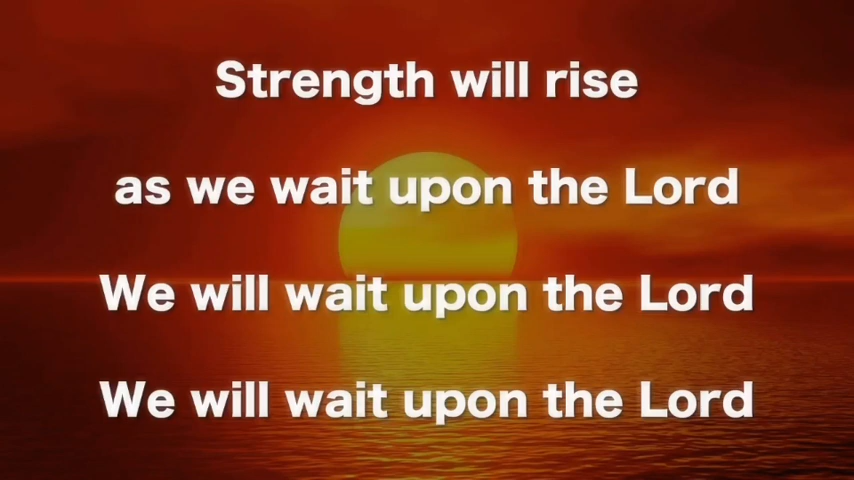 Strength will rise
as we wait upon the Lord
We will wait upon the Lord
We will wait upon the Lord